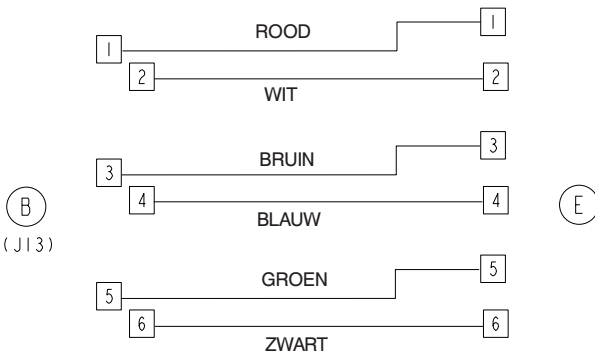 ROOD
1 1
2 2
WIT
BRUIN
3 3
4 4
BLAUW
B
(J13)
E
GROEN
5 5
6 6
ZWART